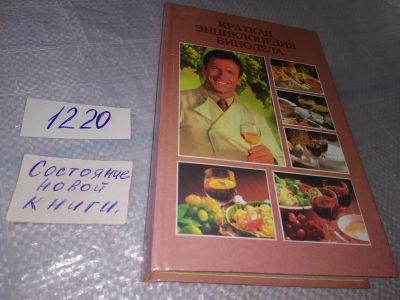 КРАТКАЯ
ЭНЦИКЛОПЕДИЯ
ВИНОДЕЛА
1220
Состояние
новой
книги.